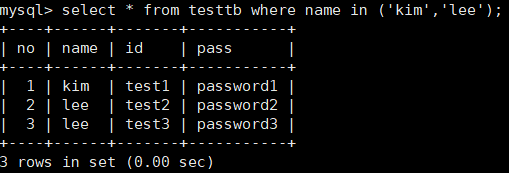 mysql> select * from testtb where name in ('kim','lee');
+----+------+-------+-----------+
| no | name | id    | pass      |
+----+------+-------+-----------+
|  1 | kim  | test1 | password1 |
|  2 | lee  | test2 | password2 |
|  3 | lee  | test3 | password3 |
+----+------+-------+-----------+
3 rows in set (0.00 sec)